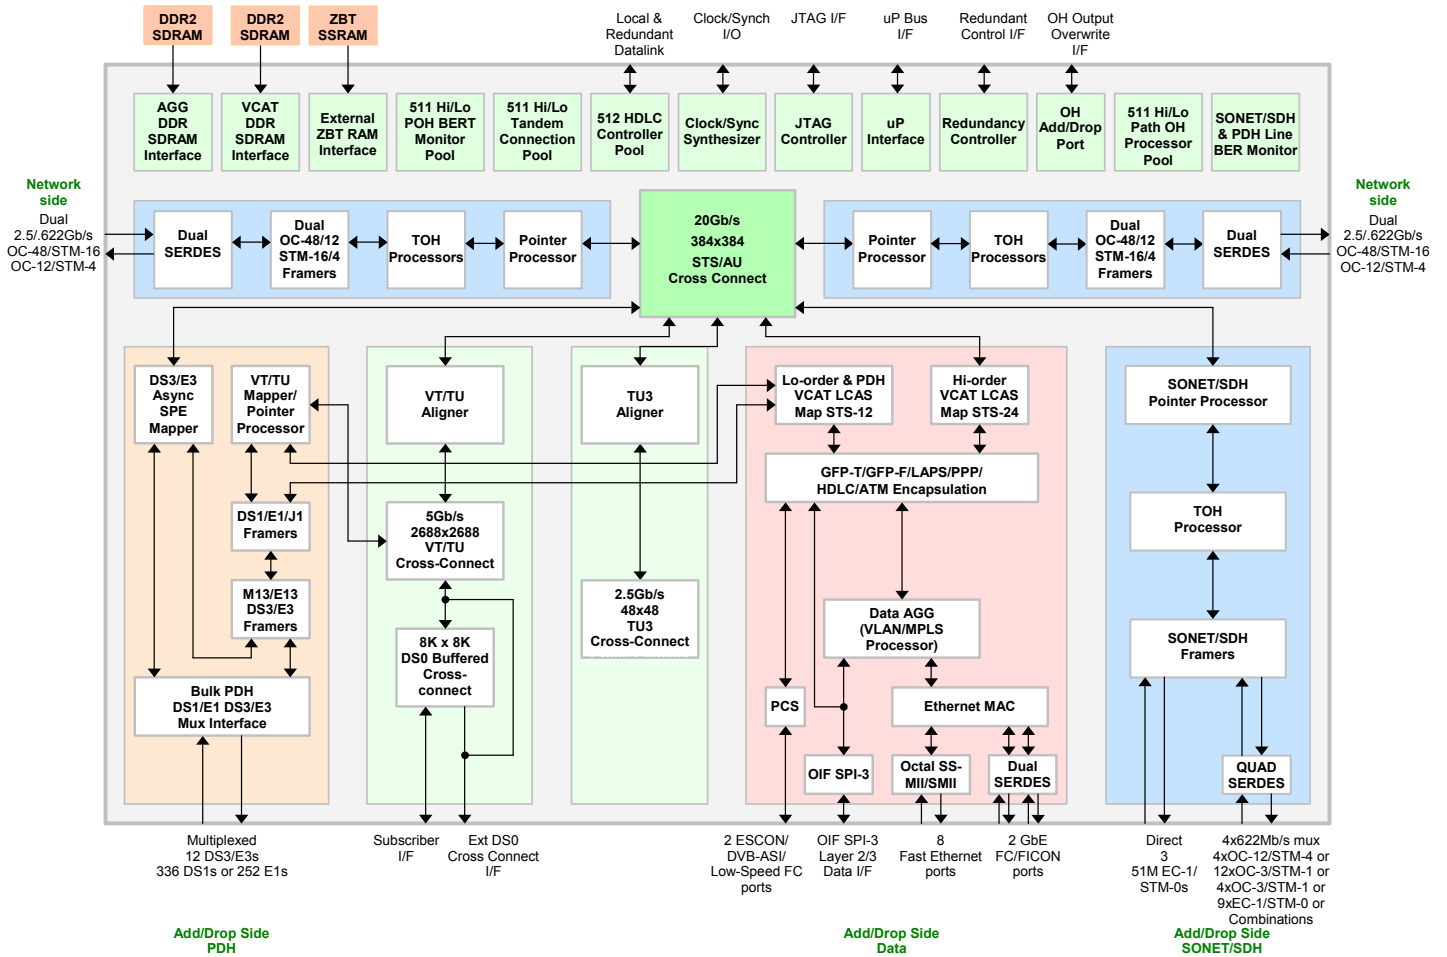 DDR2
SDRAM
DDR2
SDRAM
ZBT
SSRAM
Local &
Redundant
Datalink
Clock/Synch
I/O
JTAG I/F
uP Bus
I/F
Redundant
Control I/F
OH Output
Overwrite
I/F
AGG
DDR
SDRAM
Interface
VCAT
DDR
SDRAM
Interface
External
ZBT RAM
Interface
511 Hi/Lo
POH BERT
Monitor
Pool
511 Hi/Lo
Tandem
Connection
Pool
512 HDLC
Controller
Pool
Clock/Sync
Synthesizer
JTAG
Controller
uP
Interface
Redundancy
Controller
OH
Add/Drop
Port
511 Hi/Lo
Path OH
Processor
Pool
SONET/SDH
& PDH Line
BER Monitor
Network
side
Dual
2.5/.622Gb/s
OC-48/STM-16
OC-12/STM-4
Dual
SERDES
Dual
OC-48/12
STM-16/4
Framers
TOH
Processors
Pointer
Processor
20Gb/s
384x384
STS/AU
Cross Connect
Pointer
Processor
TOH
Processors
Dual
OC-48/12
STM-16/4
Framers
Dual
SERDES
Network
side
Dual
2.5/.622Gb/s
OC-48/STM-16
OC-12/STM-4
DS3/E3
Async
SPE
Mapper
VT/TU
Mapper/
Pointer
Processor
VT/TU
Aligner
TU3
Aligner
Lo-order & PDH
VCAT LCAS
Map STS-12
Hi-order
VCAT LCAS
Map STS-24
SONET/SDH
Pointer Processor
GFP-T/GFP-F/LAPS/PPP/
HDLC/ATM Encapsulation
DS1/E1/J1
Framers
5Gb/s
2688x2688
VT/TU
Cross-Connect
TOH
Processor
M13/E13
DS3/E3
Framers
2.5Gb/s
48x48
TU3
Cross-Connect
Data AGG
(VLAN/MPLS
Processor)
8K x 8K
DS0 Buffered
Cross-
connect
SONET/SDH
Framers
Bulk PDH
DS1/E1 DS3/E3
Mux Interface
PCS
Ethernet MAC
OIF SPI-3
Octal SS-
MII/SMII
Dual
SERDES
QUAD
SERDES
Multiplexed
12 DS3/E3s
336 DS1s or 252 E1s
Subscriber
I/F
Ext DS0
Cross Connect
I/F
2 ESCON/
DVB-ASI/
Low-Speed FC
ports
OIF SPI-3
Layer 2/3
Data I/F
8
Fast Ethernet
ports
2 GbE
FC/FICON
ports
Direct
3
51M EC-1/
STM-0s
4x622Mb/s mux
4xOC-12/STM-4 or
12xOC-3/STM-1 or
4xOC-3/STM-1 or
9xEC-1/STM-0 or
Combinations
Add/Drop Side
PDH
Add/Drop Side
Data
Add/Drop Side
SONET/SDH